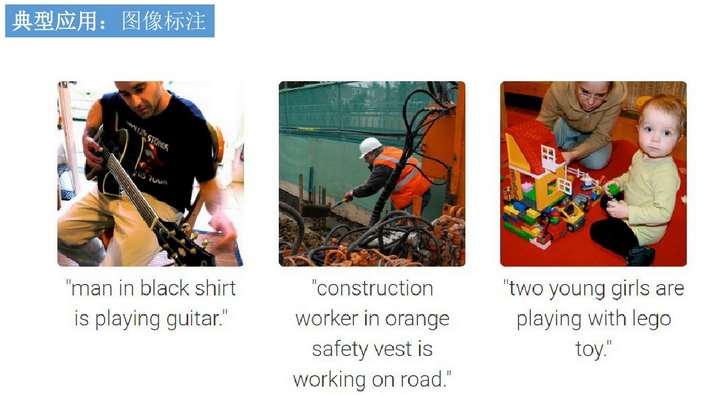 典型应用：图像标注
"man in black shirt
is playing guitar."
"construction
worker in orange
safety vest is
working on road."
"two young girls are
playing with lego
toy."